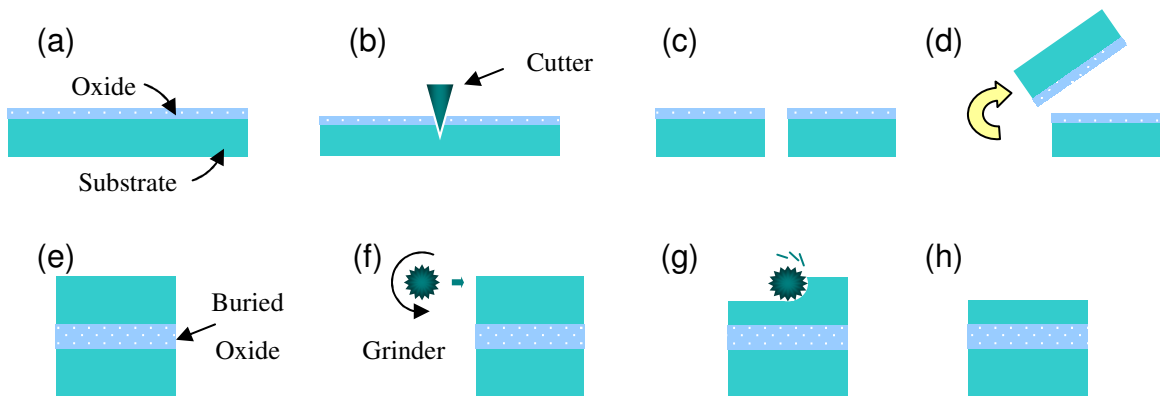 (a)
(b)
(c)
(d)
Cutter
Oxide
Substrate
(e)
(f)
(g)
(h)
Buried
Oxide
Grinder